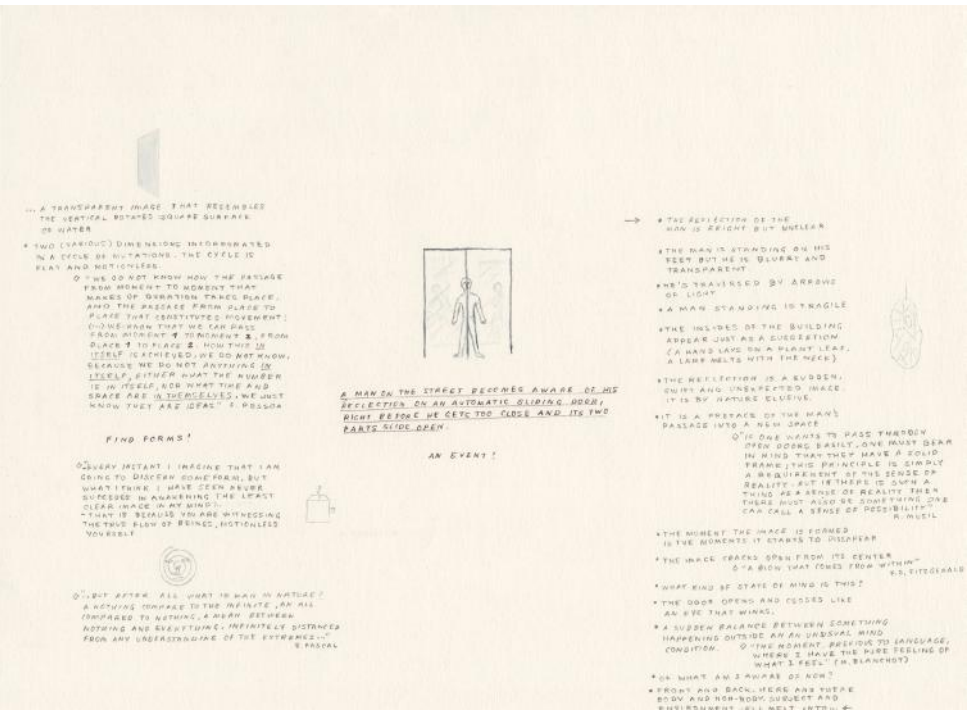 ... A TRANSPARENT IMAGE THAT RESEMBLES
THE VERTICAL ROTATED SQUARE SURFACE
OF WATER
• TWO (VARIOUS) DIMENSIONS INCORPORATED
IN A CYCLE OF MUTATIONS. THE CYCLE IS
FLAT AND MOTIONLESS.
◊ "WE DO NOT KNOW HOW THE PASSAGE
FROM MOMENT TO MOMENT THAT
MAKES UP DURATION TAKES PLACE,
AND THE PASSAGE FROM PLACE TO
PLACE THAT CONSTITUTES MOVEMENT;
(...) WE KNOW THAT WE CAN PASS
FROM MOMENT 1 TO MOMENT 2, FROM
PLACE 1 TO PLACE 2. HOW THIS IN
ITSELF IS ACHIEVED, WE DO NOT KNOW,
BECAUSE WE DO NOT ANYTHING IN
ITSELF, EITHER WHAT THE NUMBER
IS IN ITSELF, NOR WHAT TIME AND
SPACE ARE IN THEMSELVES. WE JUST
KNOW THEY ARE IDEAS" F. PESSOA
FIND FORMS!
◊ "EVERY INSTANT I IMAGINE THAT I AM
GOING TO DISCERN SOME FORM, BUT
WHAT I THINK I HAVE SEEN NEVER
SUCCEEDS IN AWAKENING THE LEAST
CLEAR IMAGE IN MY MIND).
- THAT IS BECAUSE YOU ARE WITNESSING
THE TRUE FLOW OF BEINGS, MOTIONLESS
YOURSELF
◊ "..BUT AFTER ALL WHAT IS MAN IN NATURE?
A NOTHING COMPARE TO THE INFINITE, AN ALL
COMPARED TO NOTHING, A MEAN BETWEEN
NOTHING AND EVERYTHING. INFINITELY DISTANCED
FROM ANY UNDERSTANDING OF THE EXTREMES..."
B. PASCAL
A MAN ON THE STREET BECOMES AWARE OF HIS
REFLECTION ON AN AUTOMATIC SLIDING DOOR,
RIGHT BEFORE HE GETS TOO CLOSE AND ITS TWO
PARTS SLIDE OPEN.
AN EVENT!
→ • THE REFLECTION OF THE
MAN IS BRIGHT BUT UNCLEAR
• THE MAN IS STANDING ON HIS
FEET BUT HE IS BLURRY AND
TRANSPARENT
• HE'S TRAVERSED BY ARROWS
OF LIGHT
• A MAN STANDING IS FRAGILE
• THE INSIDES OF THE BUILDING
APPEAR JUST AS A SUGGESTION
(A HAND LAYS ON A PLANT LEAF,
A LAMP MELTS WITH THE NECK)
• THE REFLECTION IS A SUDDEN,
AND UNEXPECTED IMAGE.
IT IS BY NATURE ELUSIVE.
• IT IS A PREFACE OF THE MAN'S
PASSAGE INTO A NEW SPACE
◊ "IF ONE WANTS TO PASS THROUGH
OPEN DOORS EASILY, ONE MUST BEAR
IN MIND THAT THEY HAVE A SOLID
FRAME; THIS PRINCIPLE IS SIMPLY
A REQUIREMENT OF THE SENSE OF
REALITY. BUT IF THERE IS SUCH A
THING AS A SENSE OF REALITY THEN
THERE MUST ALSO BE SOMETHING ONE
CAN CALL A SENSE OF POSSIBILITY"
R. MUSIL
• THE MOMENT THE IMAGE IS FORMED
IS THE MOMENTS IT STARTS TO DISSAPEAR
• THE IMAGE CRACKS OPEN FROM ITS CENTER
◊ "A BLOW THAT COMES FROM WITHIN"
F.S. FITZGERALD
• WHAT KIND OF STATE OF MIND IS THIS?
• THE DOOR OPENS AND CLOSES LIKE
AN EYE THAT WINKS.
• A SUDDEN BALANCE BETWEEN SOMETHING
HAPPENING OUTSIDE AN AN UNUSUAL MIND
CONDITION. ◊ "THE MOMENT PREVIOUS TO LANGUAGE,
WHERE I HAVE THE PURE FEELING OF
WHAT I FEEL" (M. BLANCHOT)
• OF WHAT AM I AWARE OF NOW?
• FRONT AND BACK, HERE AND THERE
BODY AND NON-BODY, SUBJECT AND
ENVIRONMENT ALL MELT INTO... ←